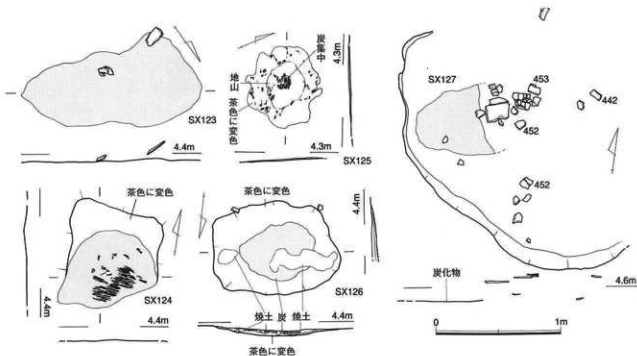 SX123
4.4m
炭集中
地山
茶色に変色
4.3m
4.3m
SX125
茶色に変色
SX124
4.4m
4.4m
茶色に変色
4.4m
SX126
焼土 炭 焼土
4.4m
茶色に変色
SX127
453
442
452
452
炭化物
4.6m
0 1m